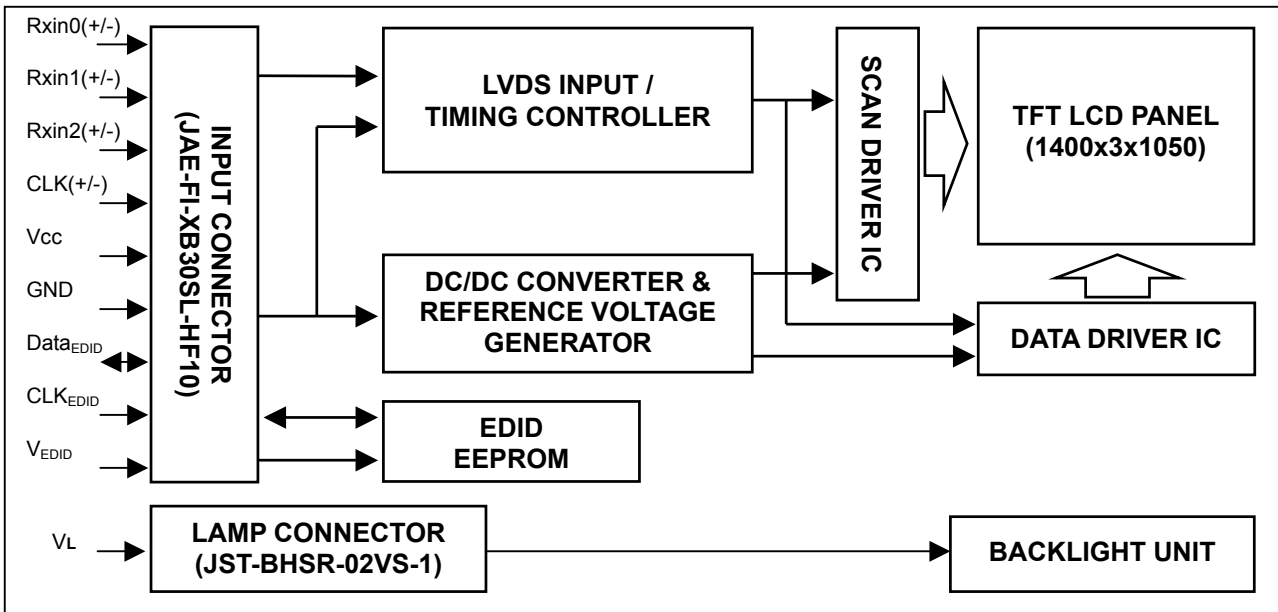 Rxin0(+/-)
Rxin1(+/-)
Rxin2(+/-)
CLK(+/-)
Vcc
GND
DataEDID
CLKEDID
VEDID
INPUT CONNECTOR
(JAE-FI-XB30SL-HF10)
LVDS INPUT /
TIMING CONTROLLER
DC/DC CONVERTER &
REFERENCE VOLTAGE
GENERATOR
EDID
EEPROM
SCAN DRIVER IC
TFT LCD PANEL
(1400x3x1050)
DATA DRIVER IC
VL
LAMP CONNECTOR
(JST-BHSR-02VS-1)
BACKLIGHT UNIT